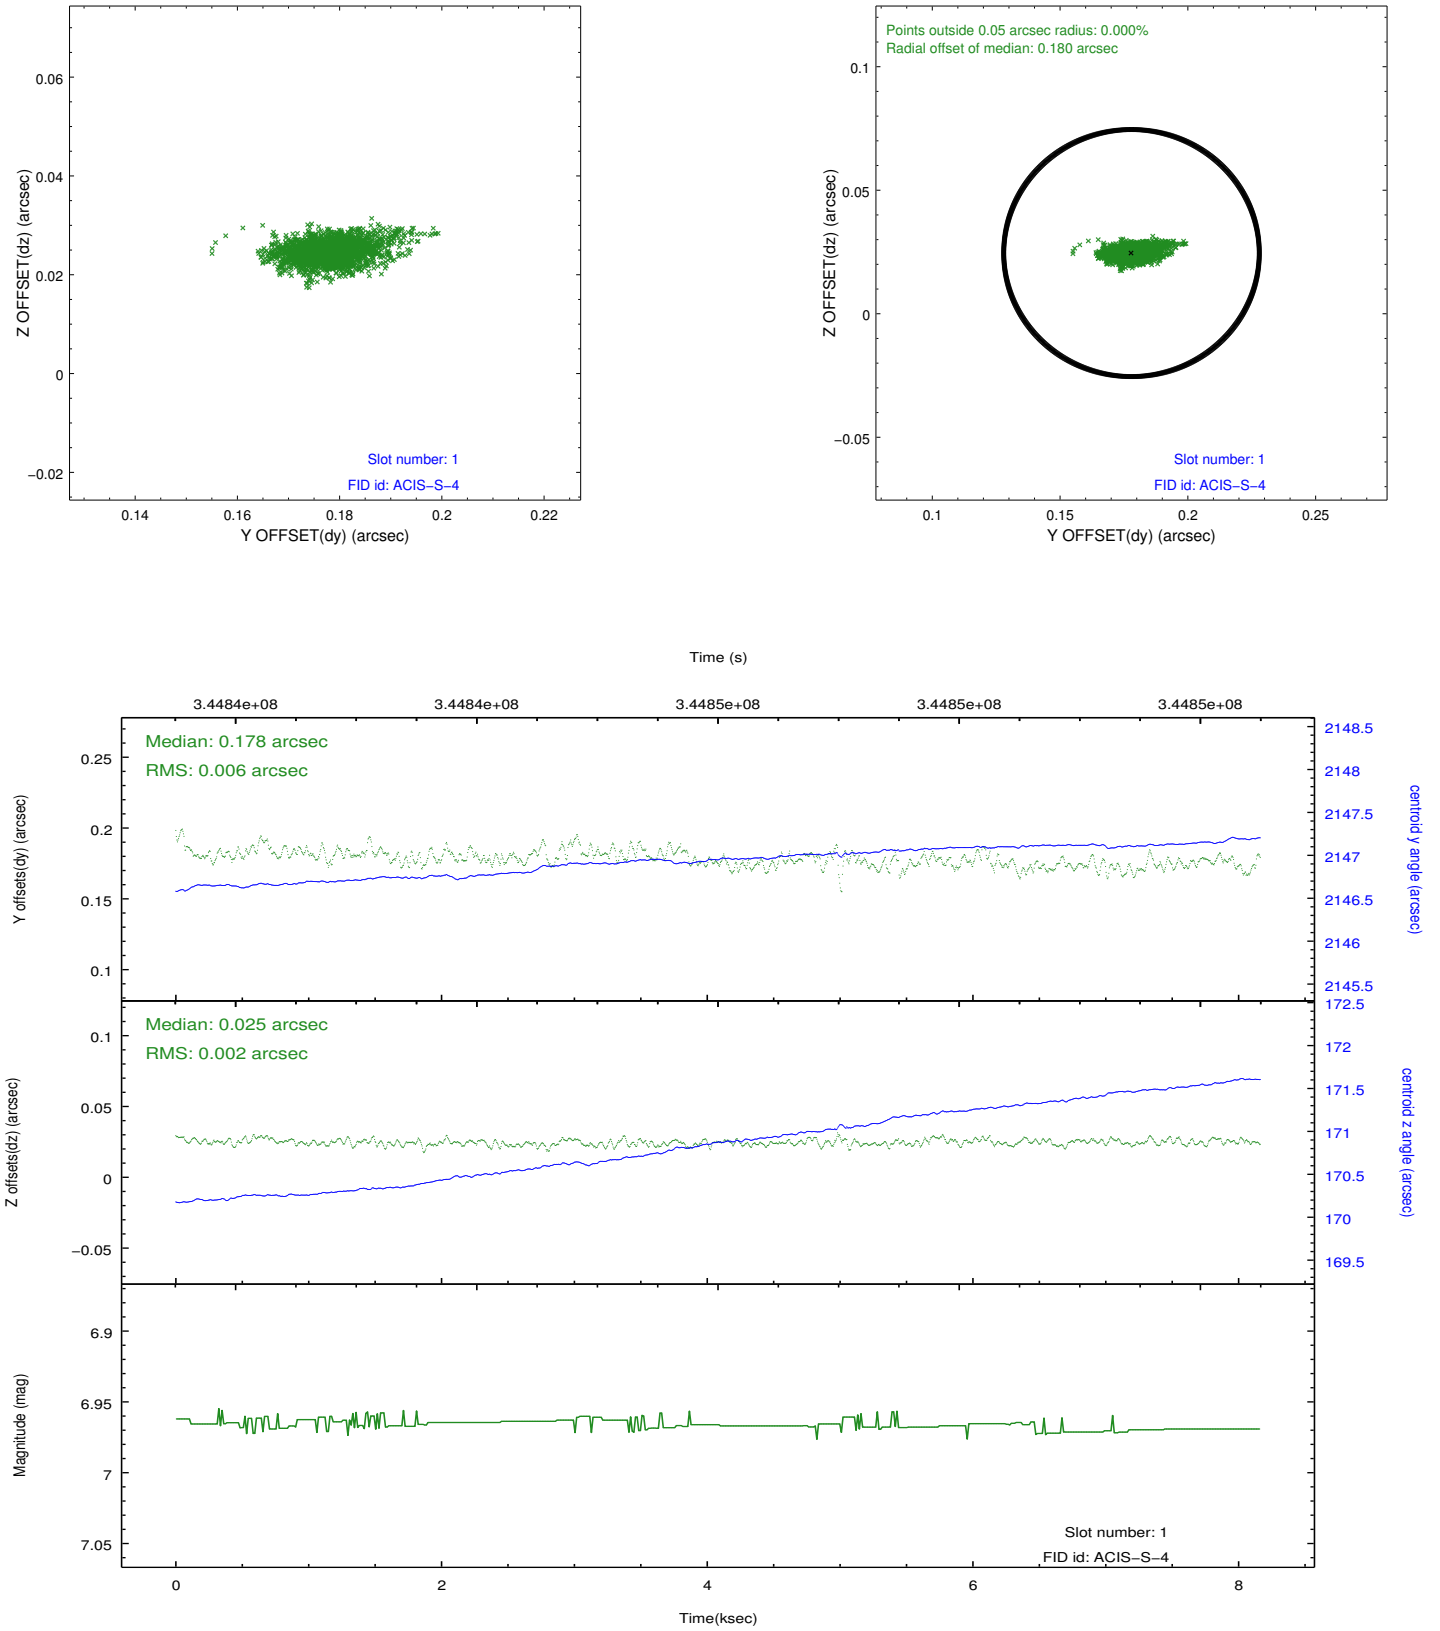 0.06
0.04
0.02
0
−0.02
0.14
0.16
0.18
0.2
0.22
Z OFFSET(dz) (arcsec)
Y OFFSET(dy) (arcsec)
Slot number: 1
FID id: ACIS−S−4
Points outside 0.05 arcsec radius: 0.000%
Radial offset of median: 0.180 arcsec
0.1
0.05
0
−0.05
0.1
0.15
0.2
0.25
Z OFFSET(dz) (arcsec)
Y OFFSET(dy) (arcsec)
Slot number: 1
FID id: ACIS−S−4
Time (s)
3.4484e+08
3.4484e+08
3.4485e+08
3.4485e+08
3.4485e+08
Median: 0.178 arcsec
RMS: 0.006 arcsec
0.25
0.2
0.15
0.1
Y offsets(dy) (arcsec)
2148.5
2148
2147.5
2147
2146.5
2146
2145.5
centroid y angle (arcsec)
Median: 0.025 arcsec
RMS: 0.002 arcsec
0.1
0.05
0
−0.05
Z offsets(dz) (arcsec)
172.5
172
171.5
171
170.5
170
169.5
centroid z angle (arcsec)
6.9
6.95
7
7.05
Magnitude (mag)
Slot number: 1
FID id: ACIS−S−4
0
2
4
6
8
Time(ksec)